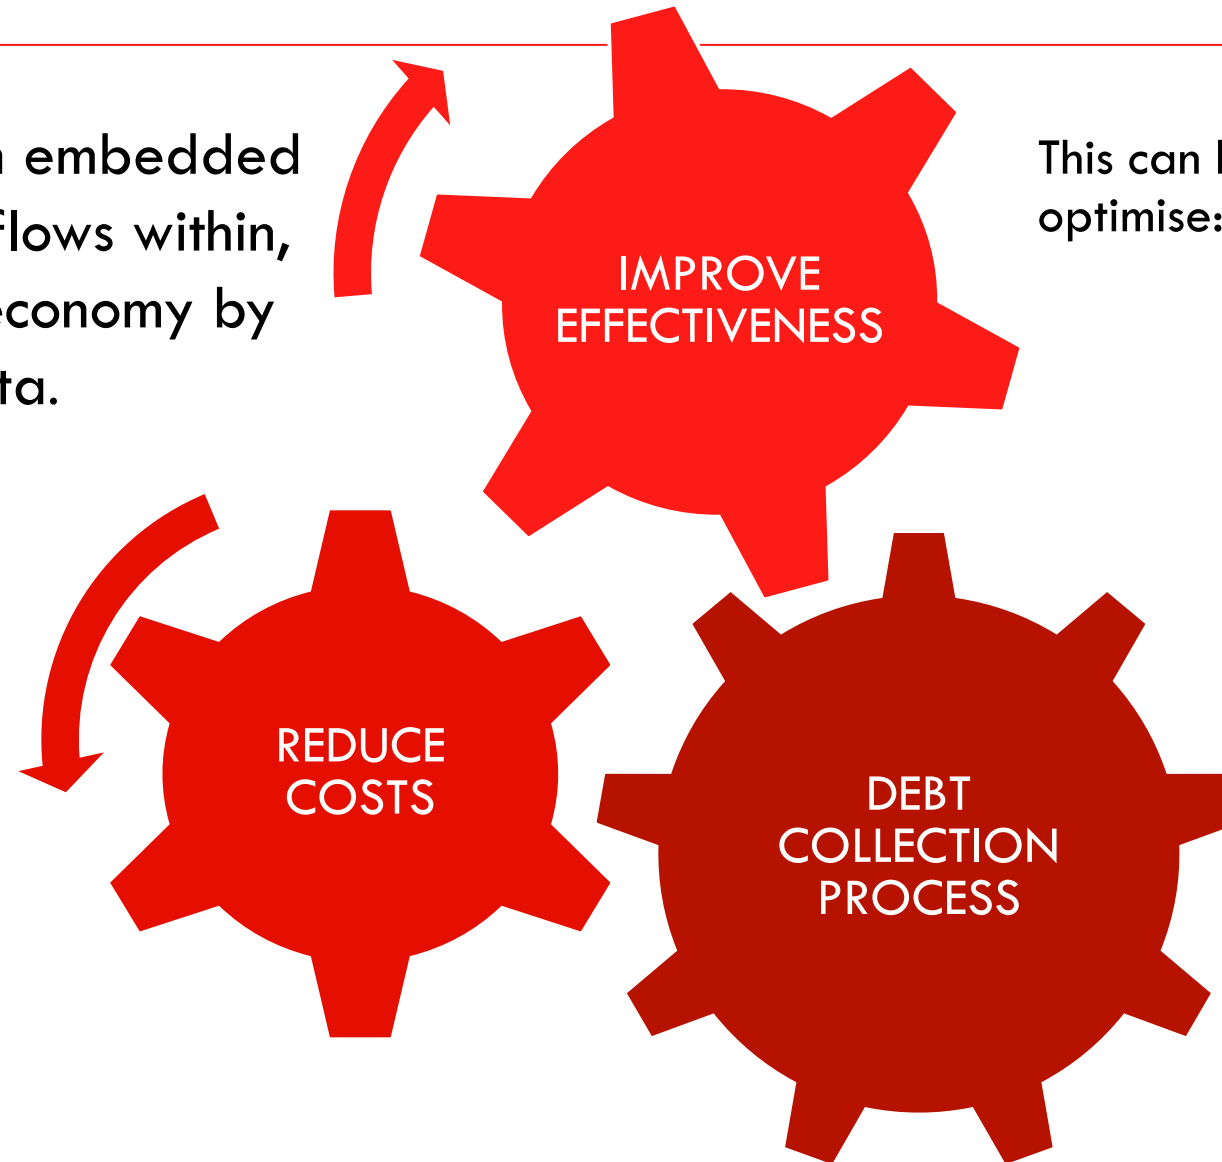 embedded
flows within,
economy by
ta.
This can
optimise:
IMPROVE
EFFECTIVENESS
REDUCE
COSTS
DEBT
COLLECTION
PROCESS